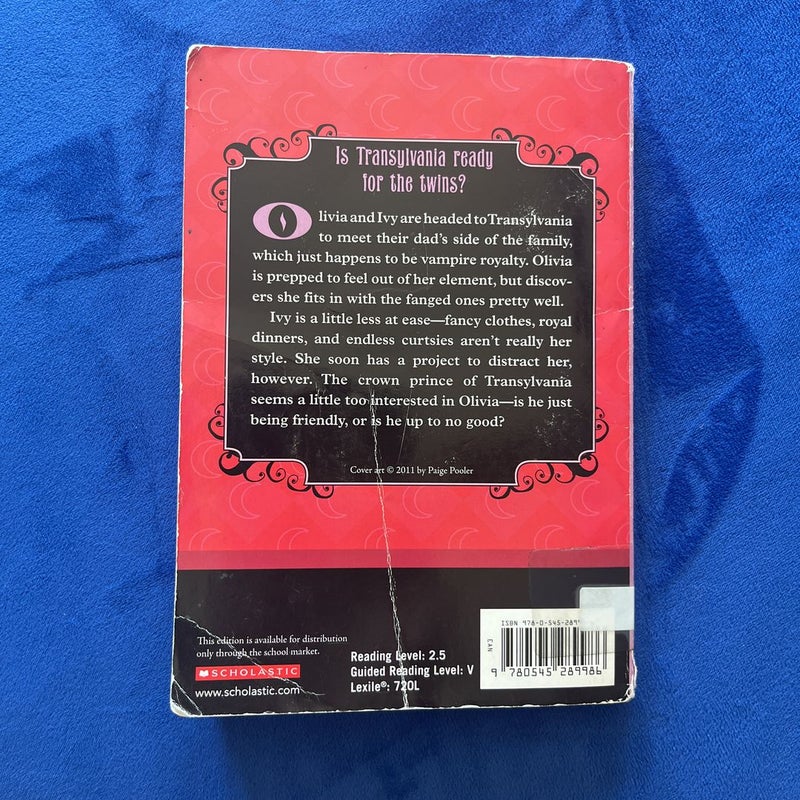 Is Transylvania ready
for the twins?
Olivia and Ivy are headed to Transylvania
to meet their dad's side of the family,
which just happens to be vampire royalty. Olivia
is prepped to feel out of her element, but discov-
ers she fits in with the fanged ones pretty well.
Ivy is a little less at ease—fancy clothes, royal
dinners, and endless curtsies aren't really her
style. She soon has a project to distract her,
however. The crown prince of Transylvania
seems a little too interested in Olivia—is he just
being friendly, or is he up to no good?
Cover art © 2011 by Paige Pooler
This edition is available for distribution
only through the school market.
SCHOLASTIC
www.scholastic.com
Reading Level: 2.5
Guided Reading Level: V
Lexile®: 720L
ISBN 978-0-545-289
EAN
9 780545 289986